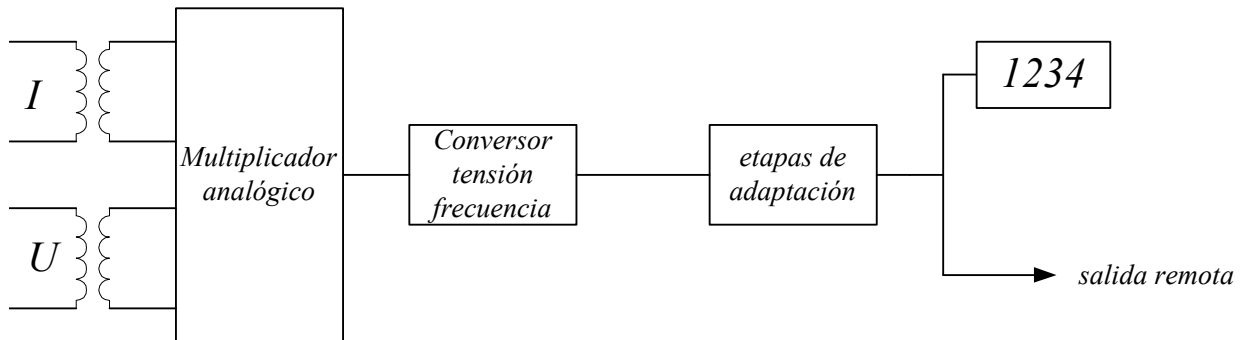 I
U
Multiplicador
analógico
Conversor
tensión
frecuencia
etapas de
adaptación
1234
salida remota